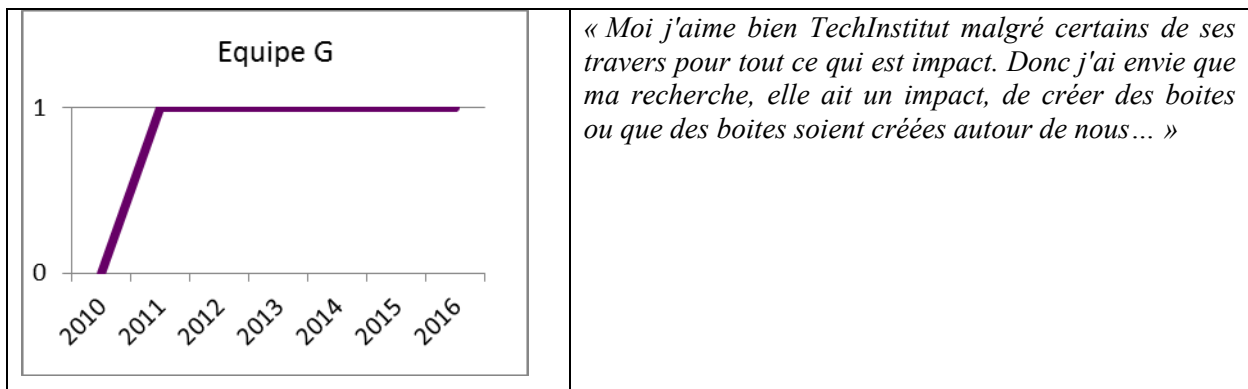 Equipe G
1
0
2010
2011
2012
2013
2014
2015
2016
« Moi j'aime bien TechInstitut malgré certains de ses
travers pour tout ce qui est impact. Donc j'ai envie que
ma recherche, elle ait un impact, de créer des boites
ou que des boites soient créées autour de nous… »